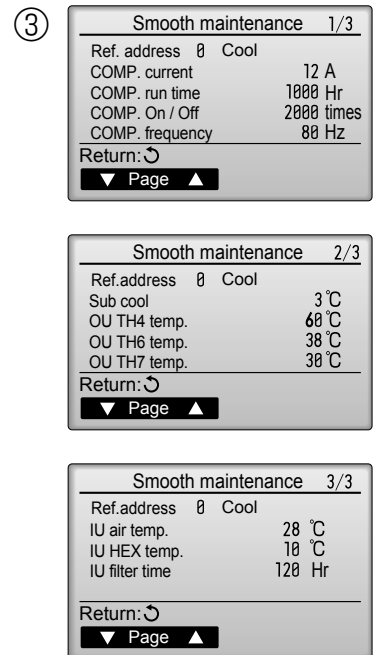 ③
Smooth maintenance 1/3
Ref. address 0 Cool
COMP. current 12 A
COMP. run time 1000 Hr
COMP. On / Off 2000 times
COMP. frequency 80 Hz
Return:↺
▼ Page ▲
Smooth maintenance 2/3
Ref.address 0 Cool
Sub cool 3℃
OU TH4 temp. 60℃
OU TH6 temp. 38℃
OU TH7 temp. 30℃
Return:↺
▼ Page ▲
Smooth maintenance 3/3
Ref.address 0 Cool
IU air temp. 28 ℃
IU HEX temp. 10 ℃
IU filter time 120 Hr
Return:↺
▼ Page ▲